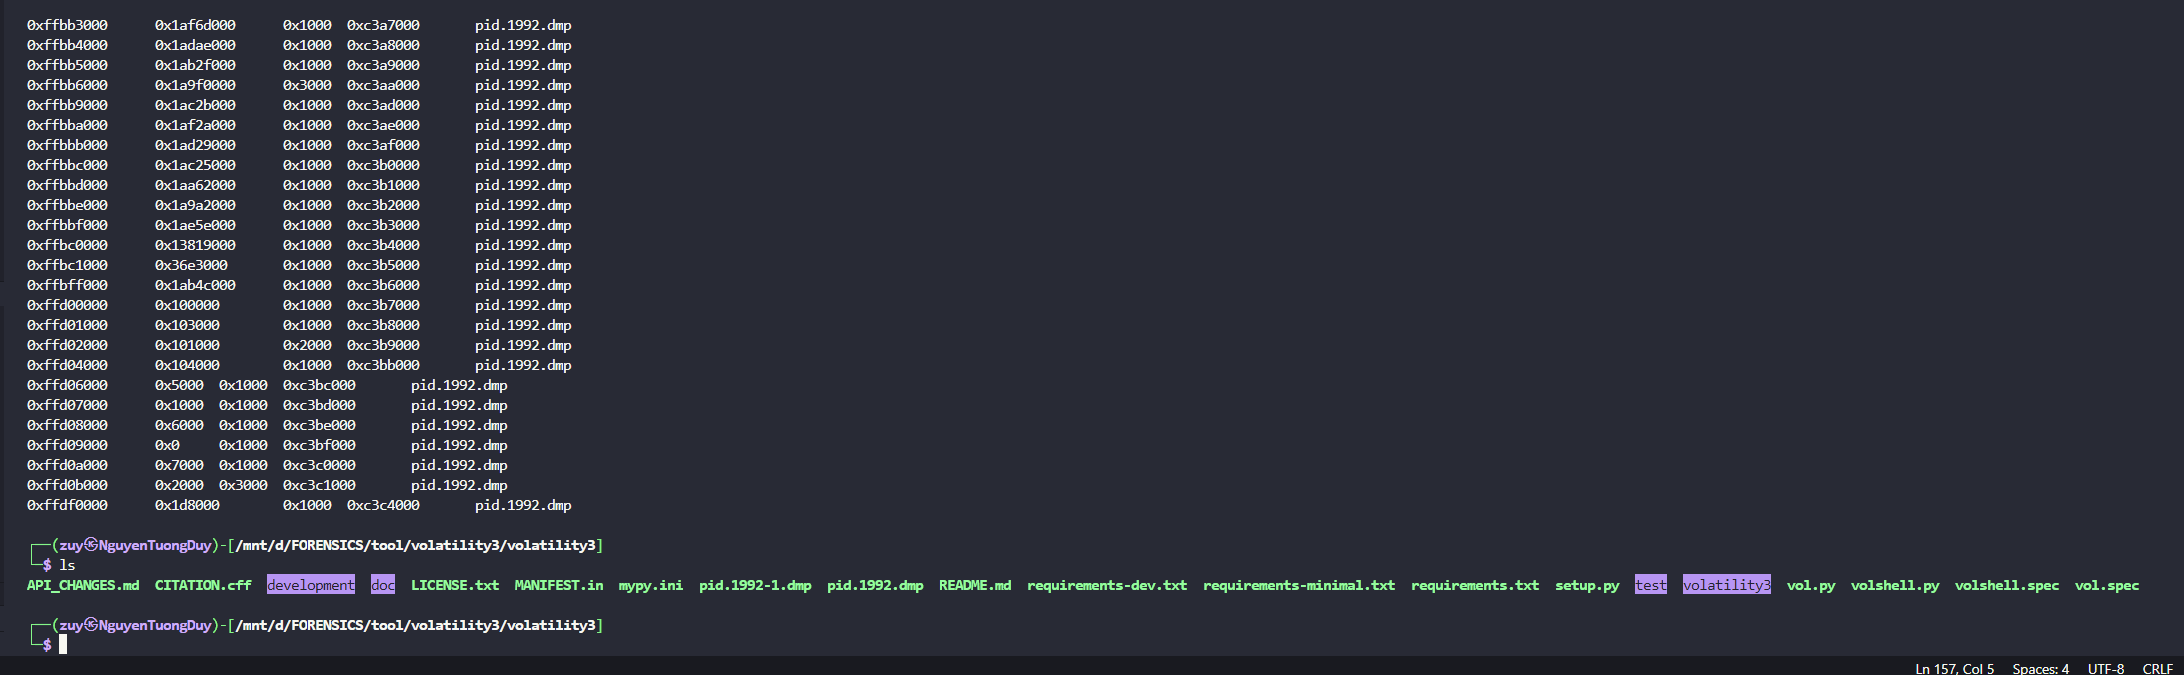 0xffbb3000 0x1af6d000 0x1000 0xc3a7000 pid.1992.dmp
0xffbb4000 0x1adae000 0x1000 0xc3a8000 pid.1992.dmp
0xffbb5000 0x1ab2f000 0x1000 0xc3a9000 pid.1992.dmp
0xffbb6000 0x1a9f0000 0x3000 0xc3aa000 pid.1992.dmp
0xffbb9000 0x1ac2b000 0x1000 0xc3ad000 pid.1992.dmp
0xffbba000 0x1af2a000 0x1000 0xc3ae000 pid.1992.dmp
0xffbbb000 0x1ad29000 0x1000 0xc3af000 pid.1992.dmp
0xffbbc000 0x1ac25000 0x1000 0xc3b0000 pid.1992.dmp
0xffbbd000 0x1aa62000 0x1000 0xc3b1000 pid.1992.dmp
0xffbbe000 0x1a9a2000 0x1000 0xc3b2000 pid.1992.dmp
0xffbbf000 0x1ae5e000 0x1000 0xc3b3000 pid.1992.dmp
0xffbc0000 0x13819000 0x1000 0xc3b4000 pid.1992.dmp
0xffbc1000 0x36e3000 0x1000 0xc3b5000 pid.1992.dmp
0xffbff000 0x1ab4c000 0x1000 0xc3b6000 pid.1992.dmp
0xffd00000 0x100000 0x1000 0xc3b7000 pid.1992.dmp
0xffd01000 0x103000 0x1000 0xc3b8000 pid.1992.dmp
0xffd02000 0x101000 0x2000 0xc3b9000 pid.1992.dmp
0xffd04000 0x104000 0x1000 0xc3bb000 pid.1992.dmp
0xffd06000 0x5000 0x1000 0xc3bc000 pid.1992.dmp
0xffd07000 0x1000 0x1000 0xc3bd000 pid.1992.dmp
0xffd08000 0x6000 0x1000 0xc3be000 pid.1992.dmp
0xffd09000 0x0 0x1000 0xc3bf000 pid.1992.dmp
0xffd0a000 0x7000 0x1000 0xc3c0000 pid.1992.dmp
0xffd0b000 0x2000 0x3000 0xc3c1000 pid.1992.dmp
0xffdf0000 0x1d8000 0x1000 0xc3c4000 pid.1992.dmp
┌──(zuy㉿NguyenTuongDuy)-[/mnt/d/FORENSICS/tool/volatility3/volatility3]
└─$ ls
API_CHANGES.md CITATION.cff development doc LICENSE.txt MANIFEST.in mypy.ini pid.1992-1.dmp pid.1992.dmp README.md requirements-dev.txt requirements-minimal.txt requirements.txt setup.py test volatility3 vol.py volshell.py volshell.spec vol.spec
┌──(zuy㉿NguyenTuongDuy)-[/mnt/d/FORENSICS/tool/volatility3/volatility3]
└─$
Ln 157, Col 5 Spaces: 4 UTF-8 CRLF